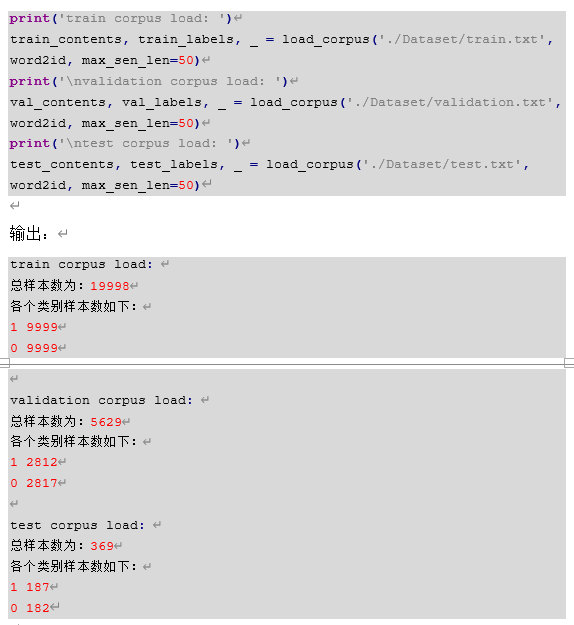 print('train corpus load: ')
train_contents, train_labels, _ = load_corpus('./Dataset/train.txt',
word2id, max_sen_len=50)
print('\nvalidation corpus load: ')
val_contents, val_labels, _ = load_corpus('./Dataset/validation.txt',
word2id, max_sen_len=50)
print('\ntest corpus load: ')
test_contents, test_labels, _ = load_corpus('./Dataset/test.txt',
word2id, max_sen_len=50)
输出：
train corpus load:
总样本数为：19998
各个类别样本数如下：
1 9999
0 9999
validation corpus load:
总样本数为：5629
各个类别样本数如下：
1 2812
0 2817
test corpus load:
总样本数为：369
各个类别样本数如下：
1 187
0 182